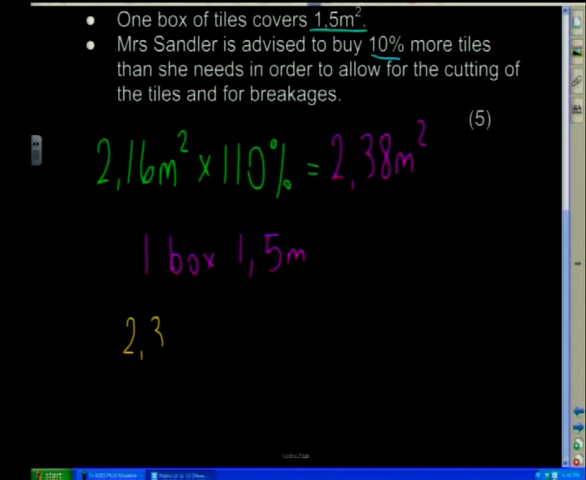 One box of tiles covers 1,5m².
Mrs Sandler is advised to buy 10% more tiles
than she needs in order to allow for the cutting of
the tiles and for breakages.
(5)
2,16m² × 110% = 2,38m²
1 box 1,5m
2,3
start